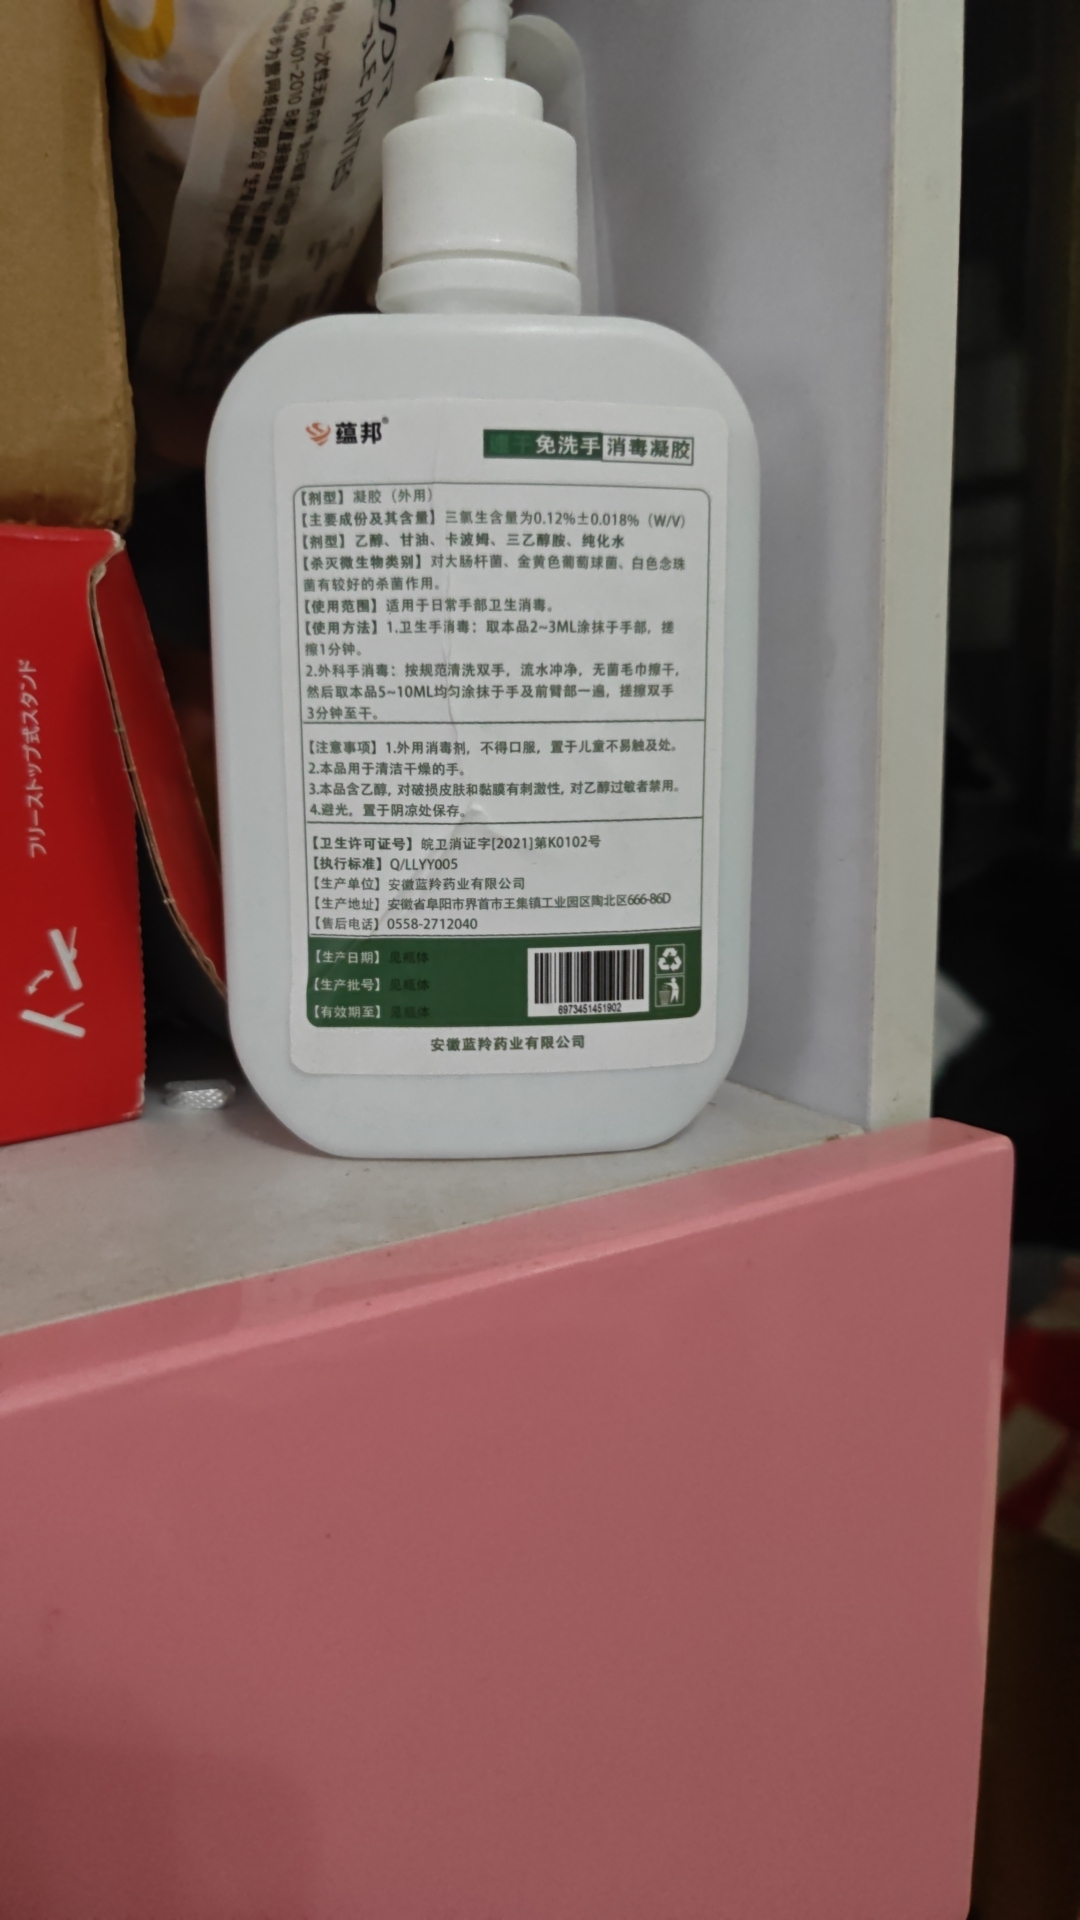 SOFT
BLE PANTIES
GB 18401-2010 B类
フリーストップ式スタンド
蕴邦®
免洗手 消毒凝胶
【剂型】凝胶（外用）
【主要成份及其含量】三氯生含量为0.12%±0.018%（W/V）
【剂型】乙醇、甘油、卡波姆、三乙醇胺、纯化水
【杀灭微生物类别】对大肠杆菌、金黄色葡萄球菌、白色念珠
菌有较好的杀菌作用。
【使用范围】适用于日常手部卫生消毒。
【使用方法】1.卫生手消毒：取本品2~3ML涂抹于手部，搓
擦1分钟。
2.外科手消毒：按规范清洗双手，流水冲净，无菌毛巾擦干，
然后取本品5~10ML均匀涂抹于手及前臂部一遍，搓擦双手
3分钟至干。
【注意事项】1.外用消毒剂，不得口服，置于儿童不易触及处。
2.本品用于清洁干燥的手。
3.本品含乙醇，对破损皮肤和黏膜有刺激性，对乙醇过敏者禁用。
4.避光，置于阴凉处保存。
【卫生许可证号】皖卫消证字[2021]第K0102号
【执行标准】Q/LLYY005
【生产单位】安徽蓝羚药业有限公司
【生产地址】安徽省阜阳市界首市王集镇工业园区陶北区666-86D
【售后电话】0558-2712040
【生产日期】见瓶体
【生产批号】见瓶体
【有效期至】见瓶体
6973451451902
安徽蓝羚药业有限公司